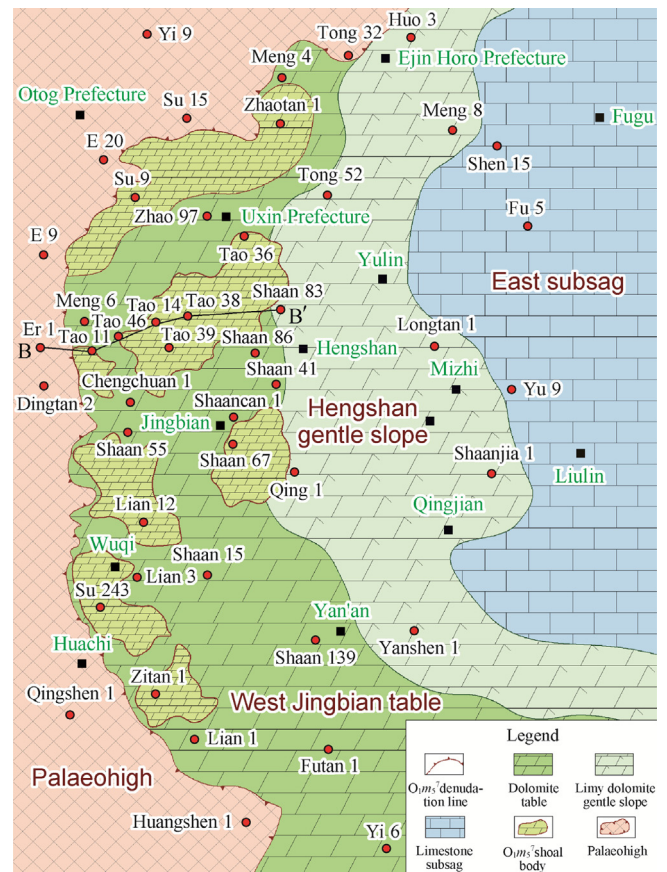 Huo 3
Tong 32
Yi 9
Meng 4
Ejin Horo Prefecture
Otog Prefecture
Su 15
Zhaotan 1
Meng 8
Fugu
E 20
Shen 15
Su 9
Tong 52
Zhao 97
Uxin Prefecture
Fu 5
E 9
Tao 36
Yulin
East subsag
Meng 6
Tao 14
Tao 38
Shaan 83
Er 1
Tao 46
B
B′
Tao 11
Tao 39
Shaan 86
Hengshan
Longtan 1
Shaan 41
Mizhi
Chengchuan 1
Dingtan 2
Shaancan 1
Yu 9
Jingbian
Hengshan
gentle slope
Shaan 55
Shaan 67
Qing 1
Shaanjia 1
Liulin
Lian 12
Qingjian
Wuqi
Shaan 15
Lian 3
Su 243
Yan'an
Huachi
Shaan 139
Yanshen 1
Zitan 1
Qingshen 1
West Jingbian table
Lian 1
Palaeohigh
Futan 1
Huangshen 1
Yi 6
Legend
O₁m₅⁷denuda-
tion line
Dolomite
table
Limy dolomite
gentle slope
Limestone
subsag
O₁m₅⁷shoal
body
Palaeohigh